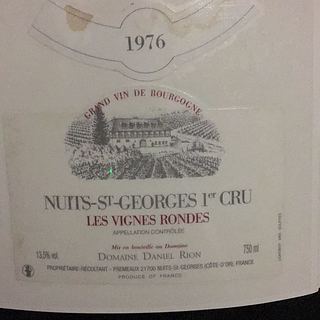 1976
GRAND VIN DE BOURGOGNE
NUITS-ST-GEORGES 1er CRU
LES VIGNES RONDES
APPELLATION CONTRÔLÉE
Mis en bouteille au Domaine
13,5% vol.
DOMAINE DANIEL RION
750 ml
PROPRIÉTAIRE-RÉCOLTANT - PREMEAUX 21700 NUITS-ST-GEORGES (CÔTE-D'OR), FRANCE
PRODUCE OF FRANCE